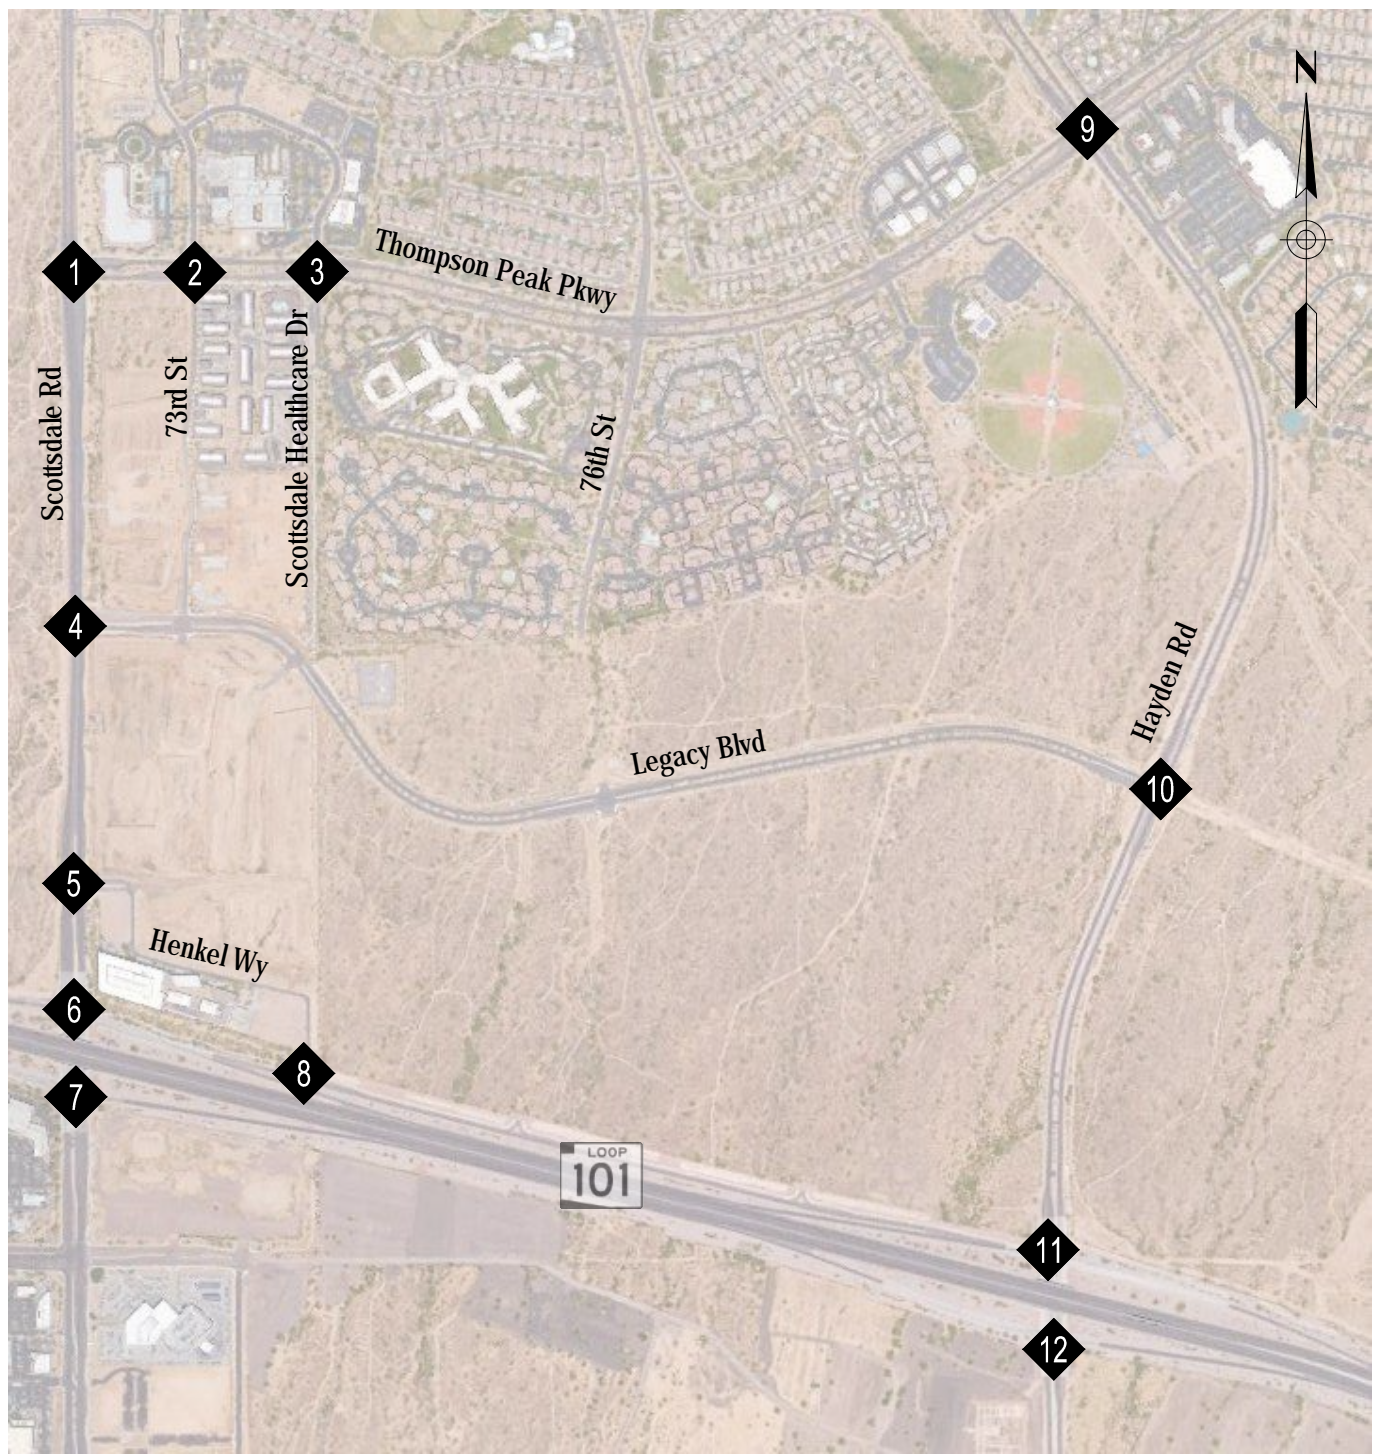 N
9
1
2
3
Thompson Peak Pkwy
Scottsdale Rd
73rd St
Scottsdale Healthcare Dr
76th St
4
Hayden Rd
Legacy Blvd
10
5
Henkel Wy
6
8
7
LOOP
101
11
12